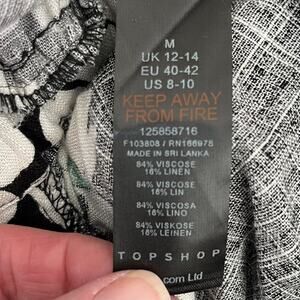 M
UK 12-14
EU 40-42
US 8-10
KEEP AWAY
FROM FIRE
125858716
F103808 / RN166978
MADE IN SRI LANKA
84% VISCOSE
16% LINEN
84% VISCOSE
16% LIN
84% VISCOSA
16% LINO
84% VISKOSE
16% LEINEN
TOPSHOP
.com Ltd